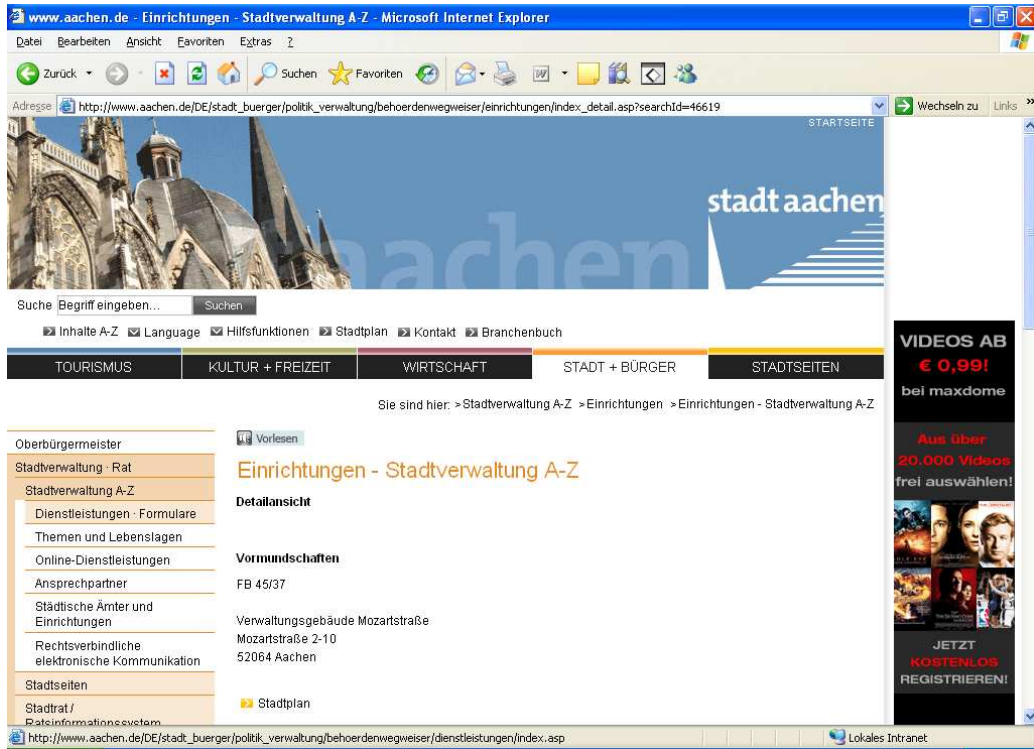 www.aachen.de - Einrichtungen - Stadtverwaltung A-Z - Microsoft Internet Explorer
Datei Bearbeiten Ansicht Favoriten Extras ?
Zurück Suchen Favoriten
Adresse http://www.aachen.de/DE/stadt_buerger/politik_verwaltung/behoerdenwegweiser/einrichtungen/index_detail.asp?searchId=46619 Wechseln zu Links »
STARTSEITE
stadt aachen
aachen
Suche Begriff eingeben... Suchen
Inhalte A-Z Language Hilfsfunktionen Stadtplan Kontakt Branchenbuch
TOURISMUS KULTUR + FREIZEIT WIRTSCHAFT STADT + BÜRGER STADTSEITEN
Sie sind hier: >Stadtverwaltung A-Z >Einrichtungen >Einrichtungen - Stadtverwaltung A-Z
Oberbürgermeister
Stadtverwaltung · Rat
Stadtverwaltung A-Z
Dienstleistungen · Formulare
Themen und Lebenslagen
Online-Dienstleistungen
Ansprechpartner
Städtische Ämter und
Einrichtungen
Rechtsverbindliche
elektronische Kommunikation
Stadtseiten
Stadtrat /
Ratsinformationssystem
Vorlesen
Einrichtungen - Stadtverwaltung A-Z
Detailansicht
Vormundschaften
FB 45/37
Verwaltungsgebäude Mozartstraße
Mozartstraße 2-10
52064 Aachen
Stadtplan
VIDEOS AB
€ 0,99!
bei maxdome
Aus über
20.000 Videos
frei auswählen!
JETZT
KOSTENLOS
REGISTRIEREN!
http://www.aachen.de/DE/stadt_buerger/politik_verwaltung/behoerdenwegweiser/dienstleistungen/index.asp Lokales Intranet